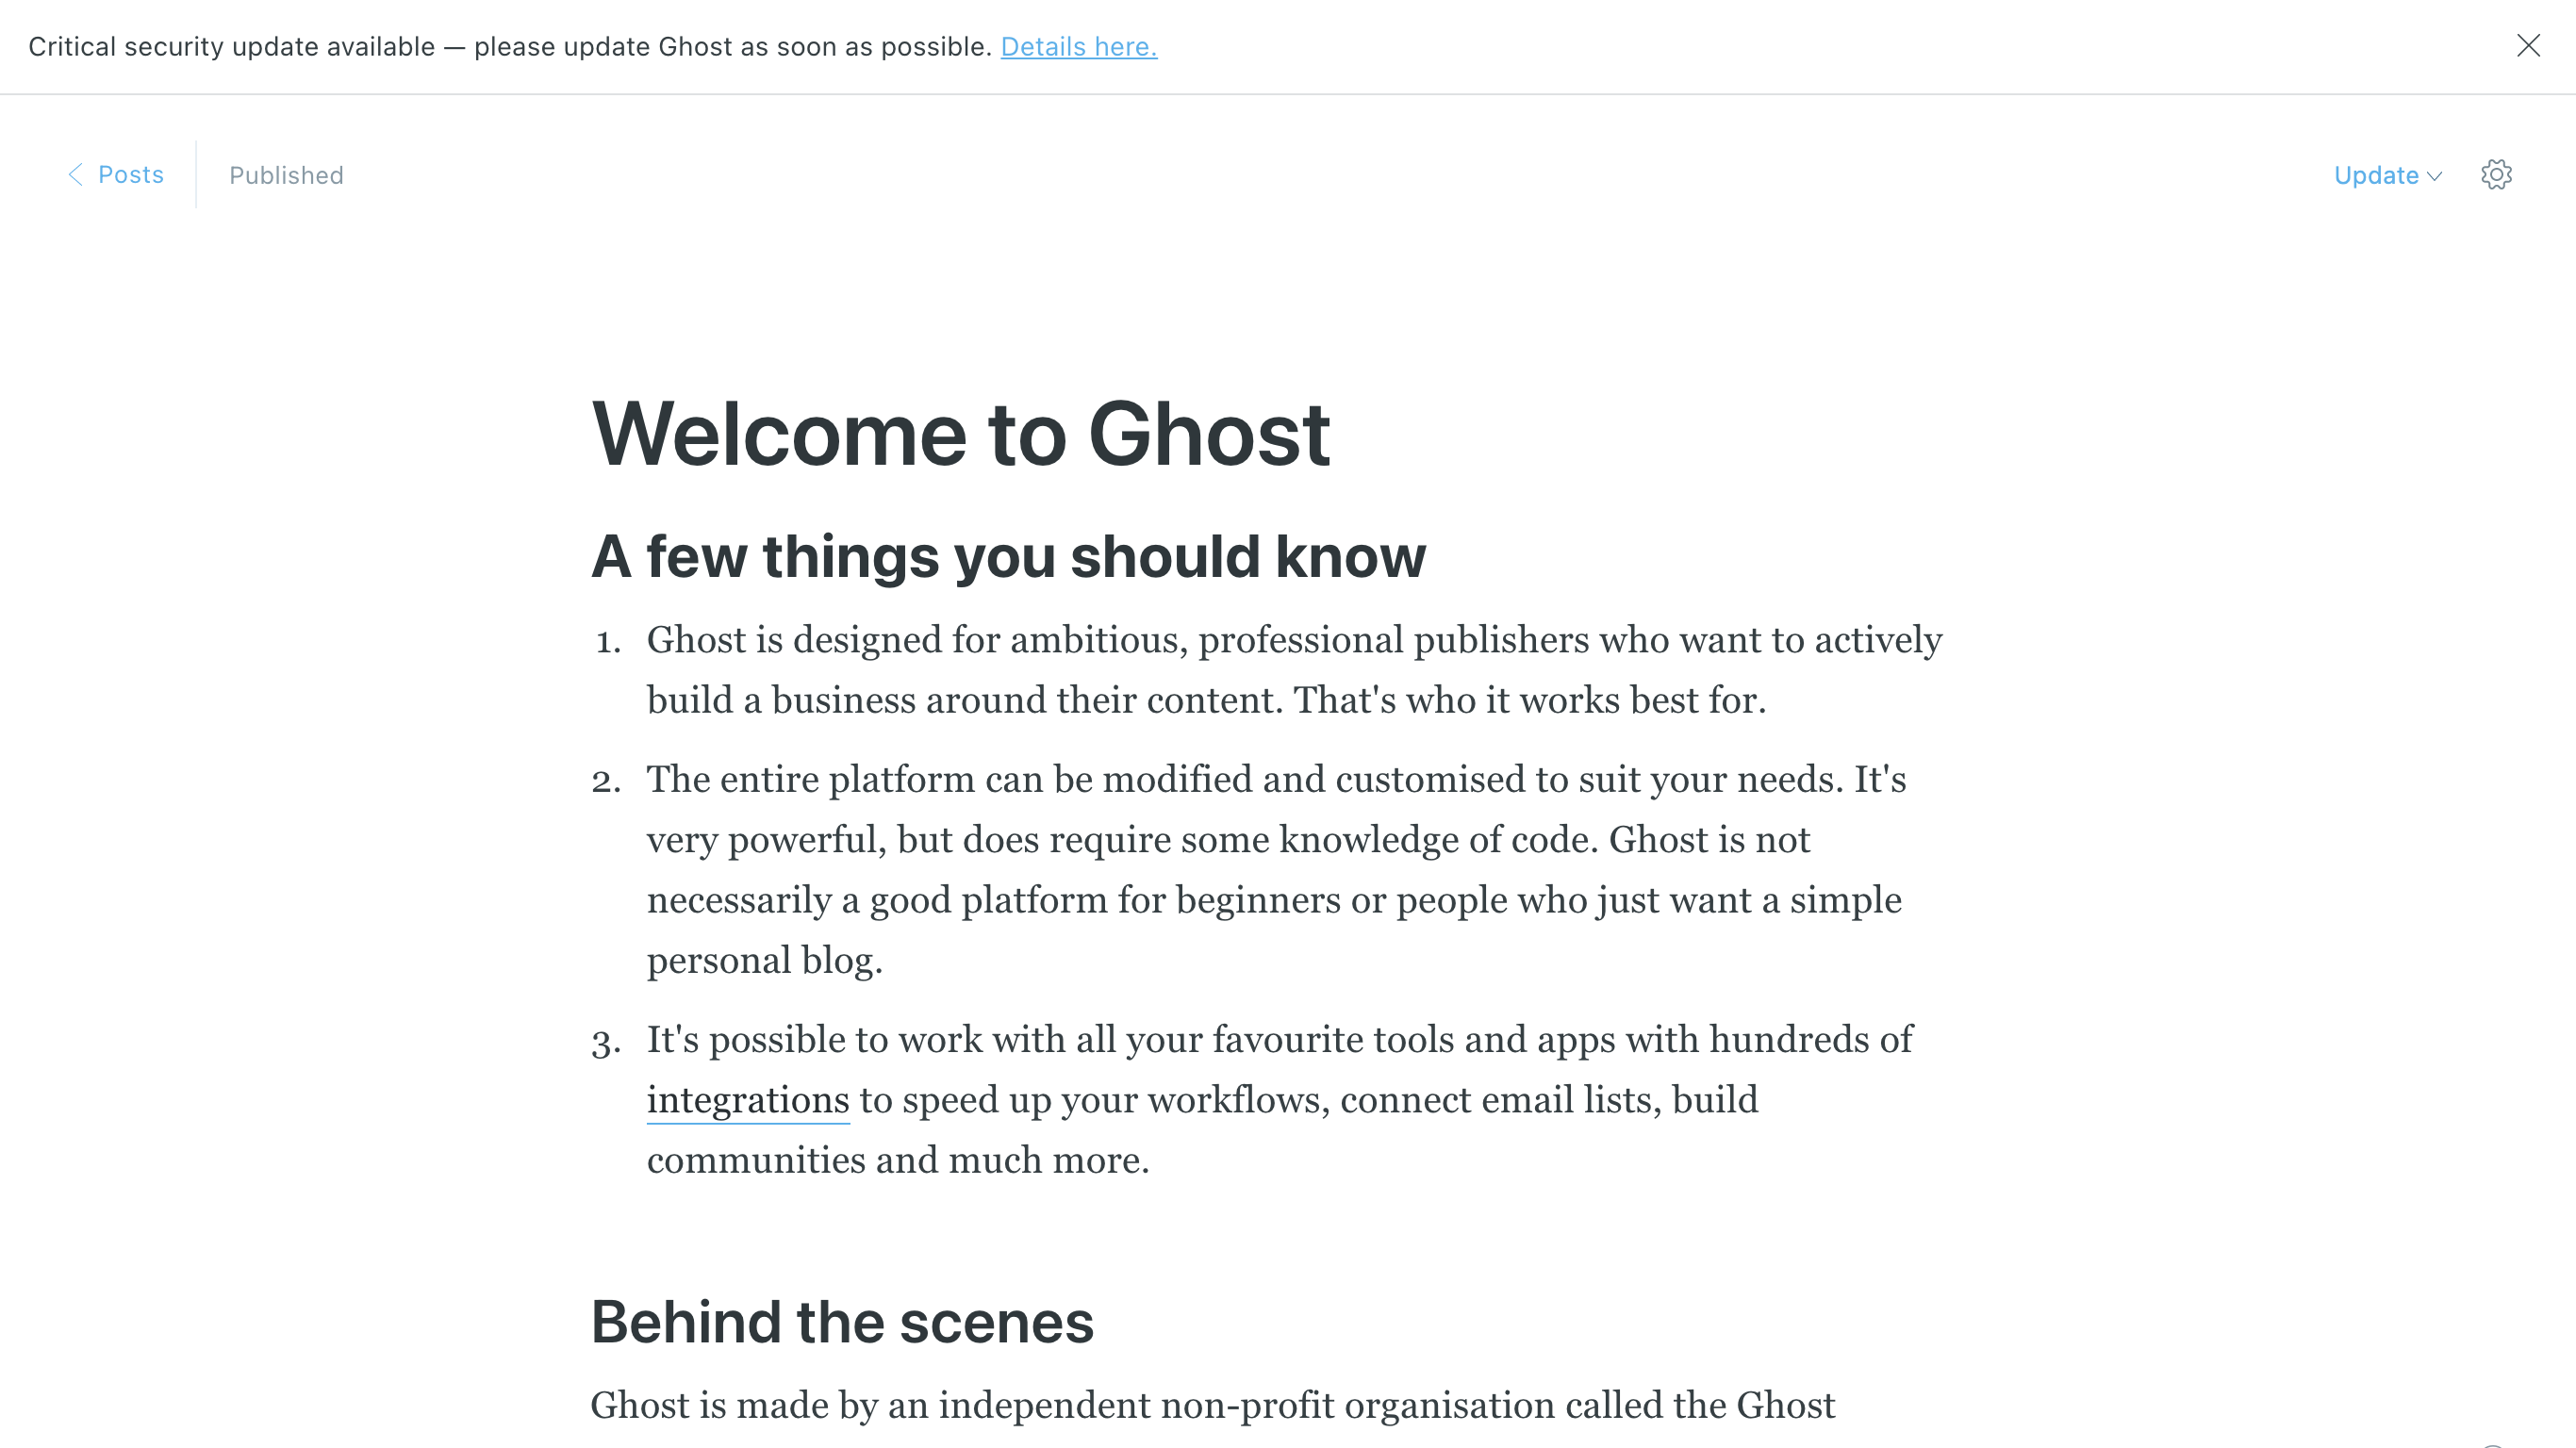 Critical security update available — please update Ghost as soon as possible. Details here.
Posts
Published
Update
Welcome to Ghost
A few things you should know
1. Ghost is designed for ambitious, professional publishers who want to actively
build a business around their content. That's who it works best for.
2. The entire platform can be modified and customised to suit your needs. It's
very powerful, but does require some knowledge of code. Ghost is not
necessarily a good platform for beginners or people who just want a simple
personal blog.
3. It's possible to work with all your favourite tools and apps with hundreds of
integrations to speed up your workflows, connect email lists, build
communities and much more.
Behind the scenes
Ghost is made by an independent non-profit organisation called the Ghost